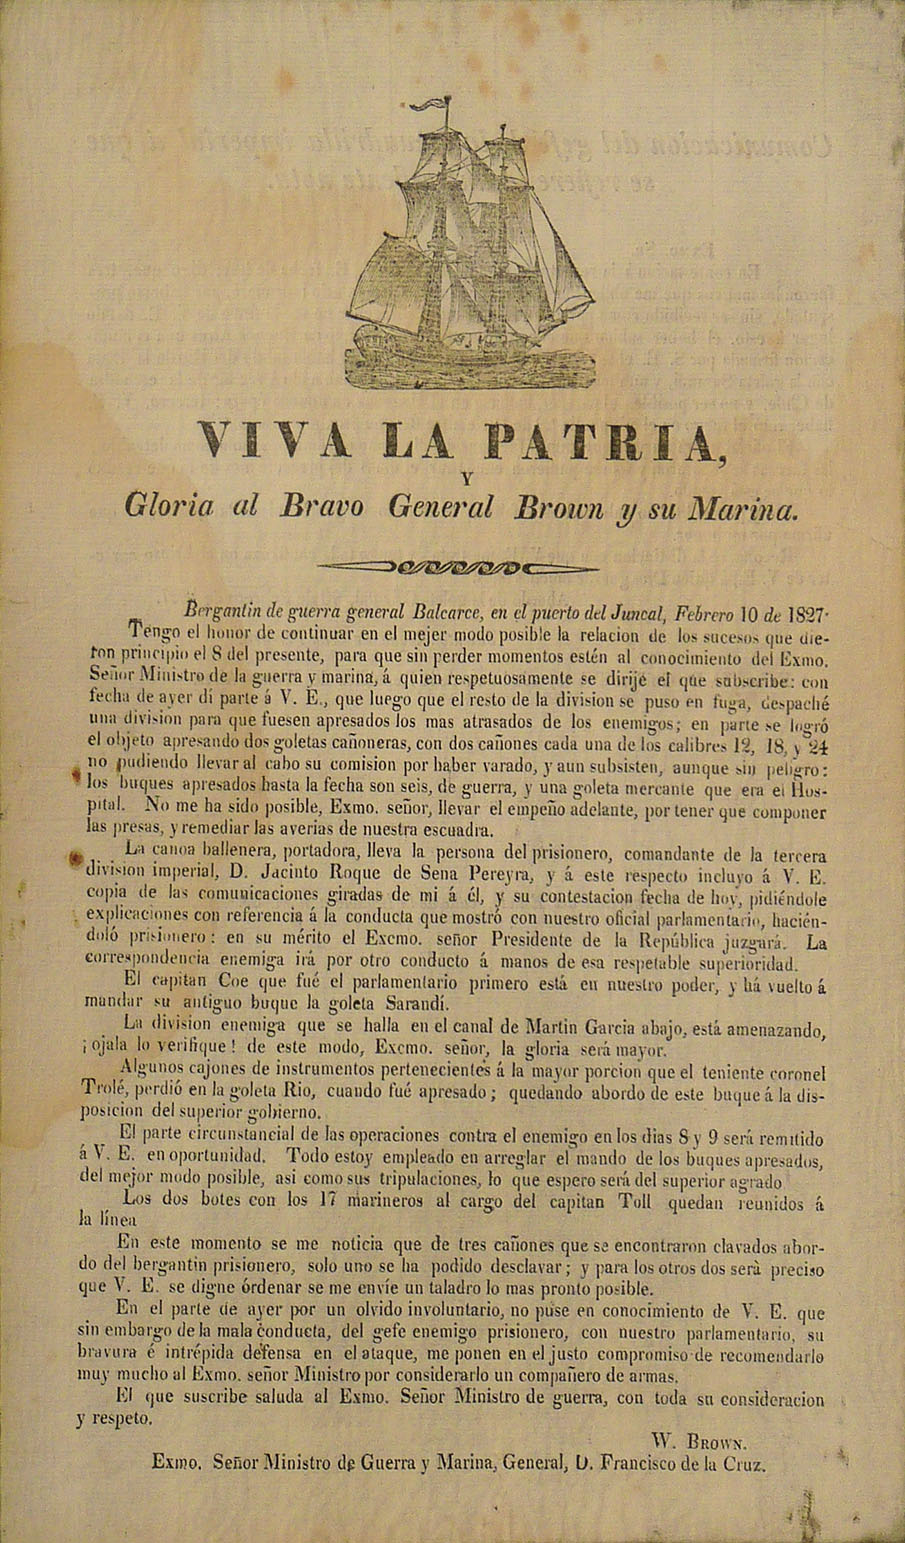 VIVA LA PATRIA,
Y
Gloria al Bravo General Brown y su Marina.
Bergantin de guerra general Balcarce, en el puerto del Juncal, Febrero 10 de 1827.
Tengo el honor de continuar en el mejer modo posible la relacion de los sucesos que die-
ron principio el 8 del presente, para que sin perder momentos estén al conocimiento del Exmo.
Señor Ministro de la guerra y marina, á quien respetuosamente se dirije el que subscribe: con
fecha de ayer dí parte á V. E., que luego que el resto de la division se puso en fuga, despaché
una division para que fuesen apresados los mas atrasados de los enemigos; en parte se logró
el objeto apresando dos goletas cañoneras, con dos cañones cada una de los calibres 12, 18, y 24
no pudiendo llevar al cabo su comision por haber varado, y aun subsisten, aunque sin peligro:
los buques apresados hasta la fecha son seis, de guerra, y una goleta mercante que era el Hos-
pital. No me ha sido posible, Exmo. señor, llevar el empeño adelante, por tener que componer
las presas, y remediar las averias de nuestra escuadra.
La canoa ballenera, portadora, lleva la persona del prisionero, comandante de la tercera
division imperial, D. Jacinto Roque de Sena Pereyra, y á este respecto incluyo á V. E.
copia de las comunicaciones giradas de mi á él, y su contestacion fecha de hoy, pidiéndole
explicaciones con referencia á la conducta que mostró con nuestro oficial parlamentario, hacién-
doló prisionero: en su mérito el Excmo. señor Presidente de la República juzgará. La
correspondencia enemiga irá por otro conducto á manos de esa respetable superioridad.
El capitan Coe que fué el parlamentario primero está en nuestro poder, y há vuelto á
mandar su antiguo buque la goleta Sarandí.
La division enemiga que se halla en el canal de Martin Garcia abajo, está amenazando,
¡ojala lo verifique! de este modo, Excmo. señor, la gloria será mayor.
Algunos cajones de instrumentos pertenecientes á la mayor porcion que el teniente coronel
Trolé, perdió en la goleta Rio, cuando fué apresado; quedando abordo de este buque á la dis-
posicion del superior gobierno.
El parte circunstancial de las operaciones contra el enemigo en los dias 8 y 9 será remitido
á V. E. en oportunidad. Todo estoy empleado en arreglar el mando de los buques apresados,
del mejor modo posible, asi como sus tripulaciones, lo que espero será del superior agrado
Los dos botes con los 17 marineros al cargo del capitan Toll quedan reunidos á
la línea
En este momento se me noticia que de tres cañones que se encontraron clavados abor-
do del bergantin prisionero, solo uno se ha podido desclavar; y para los otros dos será preciso
que V. E. se digne órdenar se me envíe un taladro lo mas pronto posible.
En el parte de ayer por un olvido involuntario, no puse en conocimiento de V. E. que
sin embargo de la mala conducta, del gefe enemigo prisionero, con nuestro parlamentario, su
bravura é intrépida defensa en el ataque, me ponen en el justo compromiso de recomendarlo
muy mucho al Exmo. señor Ministro por considerarlo un compañero de armas.
El que suscribe saluda al Exmo. Señor Ministro de guerra, con toda su consideracion
y respeto.
W. BROWN.
Exmo. Señor Ministro de Guerra y Marina, General, D. Francisco de la Cruz.